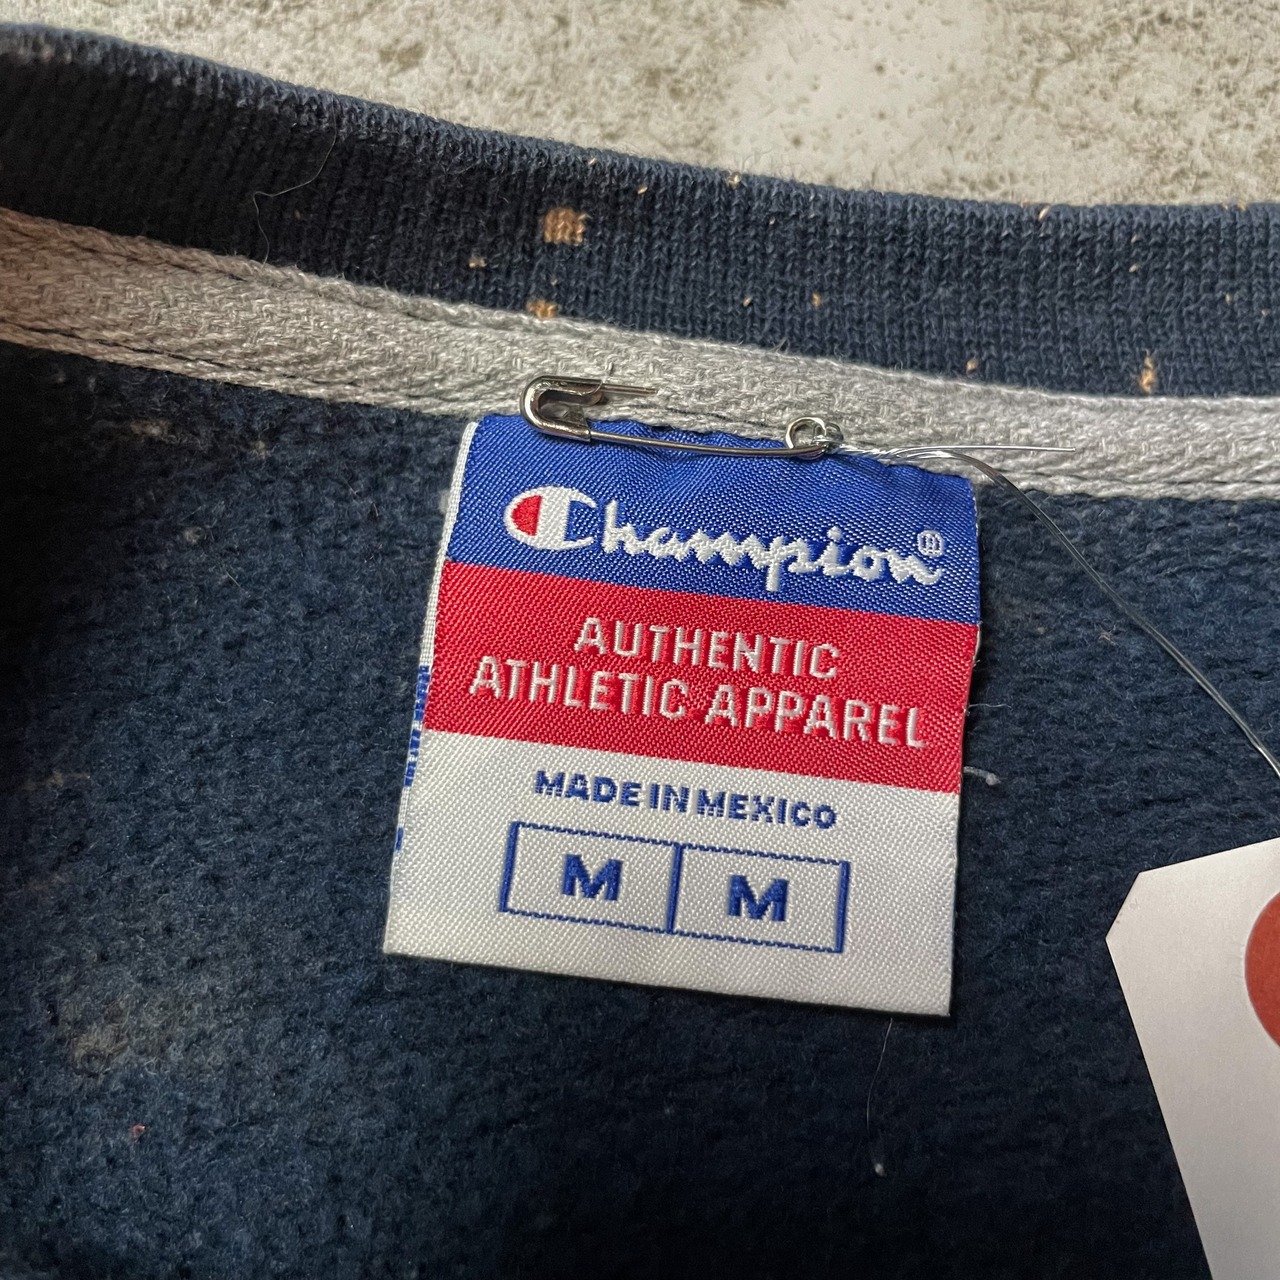 Champion®
AUTHENTIC
ATHLETIC APPAREL
MADE IN MEXICO
M M